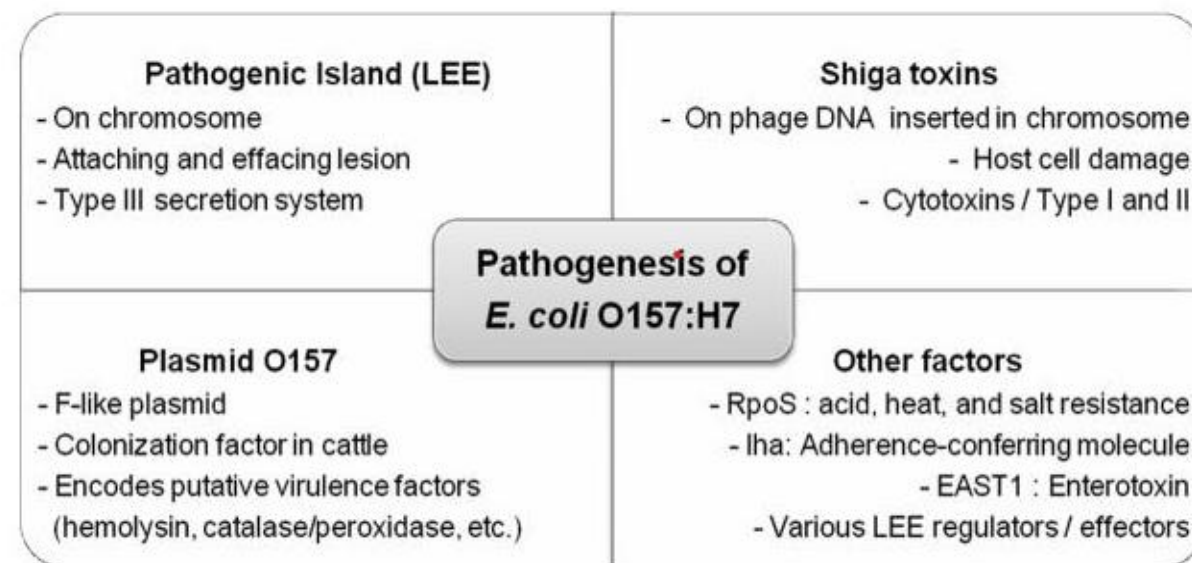 Pathogenic Island (LEE)
- On chromosome
- Attaching and effacing lesion
- Type III secretion system
Shiga toxins
- On phage DNA inserted in chromosome
- Host cell damage
- Cytotoxins / Type I and II
Pathogenesis of
E. coli O157:H7
Plasmid O157
- F-like plasmid
- Colonization factor in cattle
- Encodes putative virulence factors
(hemolysin, catalase/peroxidase, etc.)
Other factors
- RpoS : acid, heat, and salt resistance
- Iha: Adherence-conferring molecule
- EAST1 : Enterotoxin
- Various LEE regulators / effectors